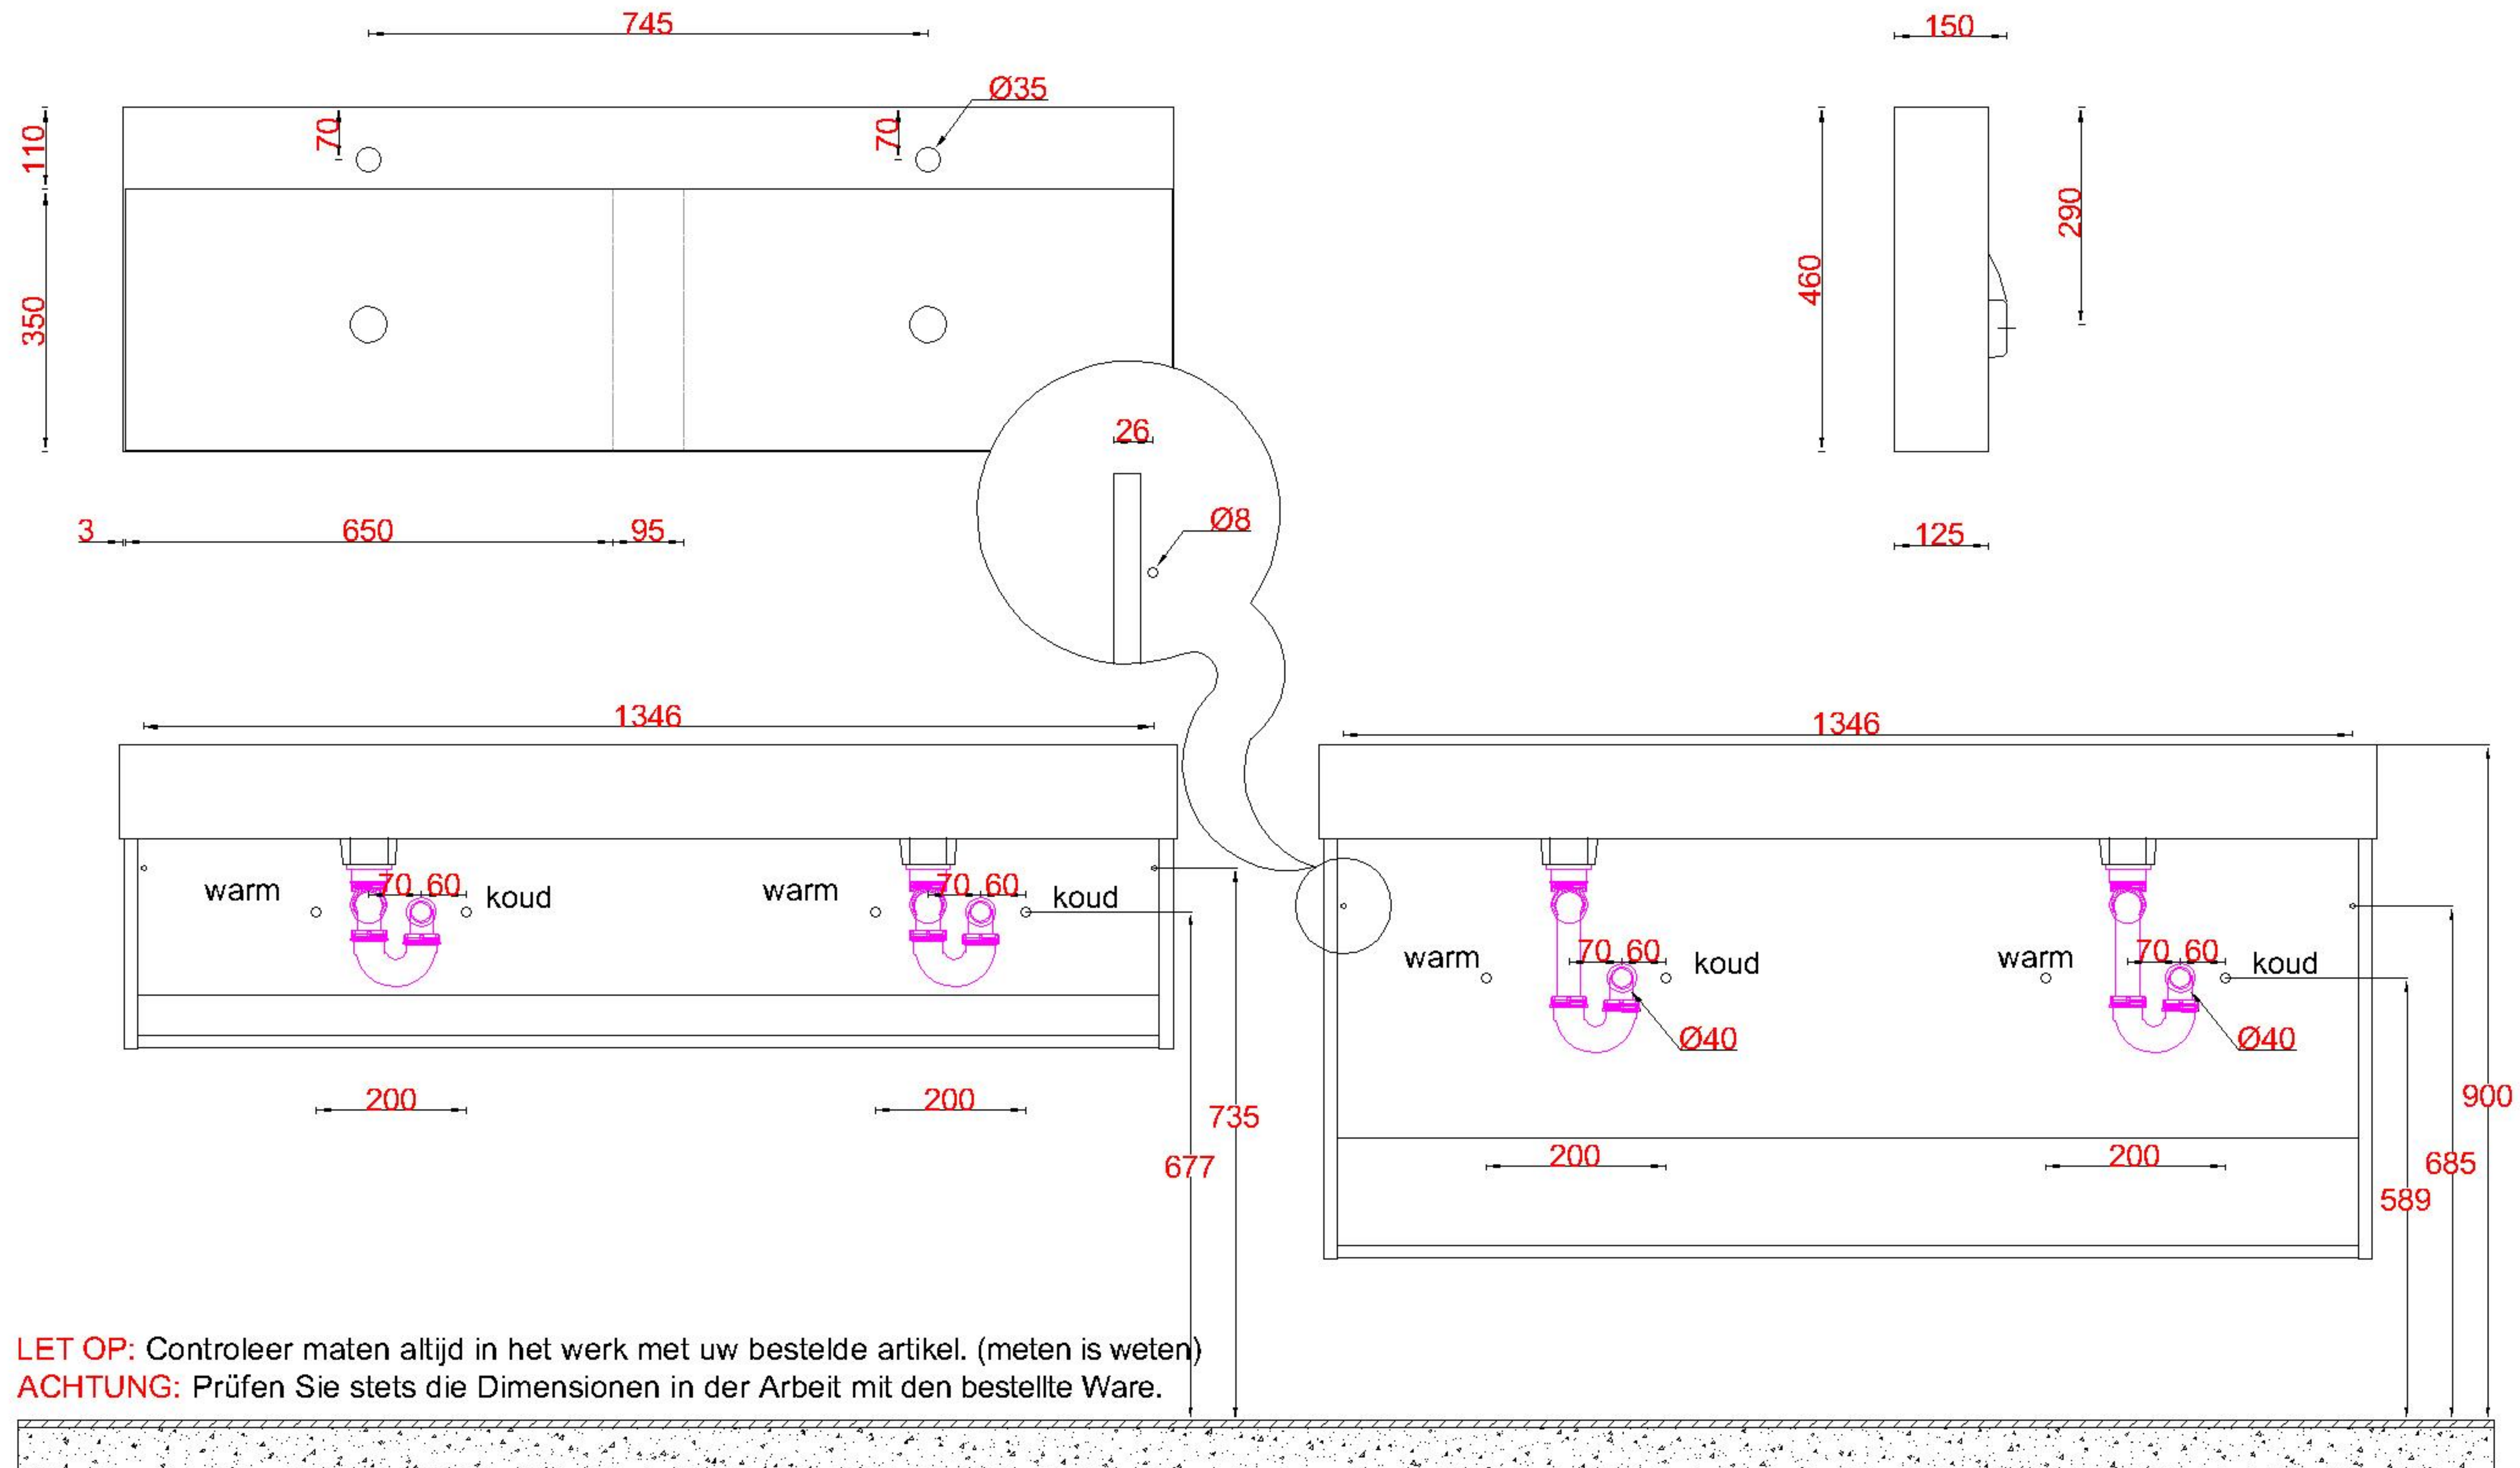 745
150
Ø35
110
70
70
460
290
350
26
Ø8
3
650
95
125
1346
1346
warm
70
60
koud
warm
70
60
koud
warm
70
60
koud
warm
70
60
koud
Ø40
Ø40
200
200
735
900
677
200
200
685
589
LET OP: Controleer maten altijd in het werk met uw bestelde artikel. (meten is weten)
ACHTUNG: Prüfen Sie stets die Dimensionen in der Arbeit mit den bestellte Ware.